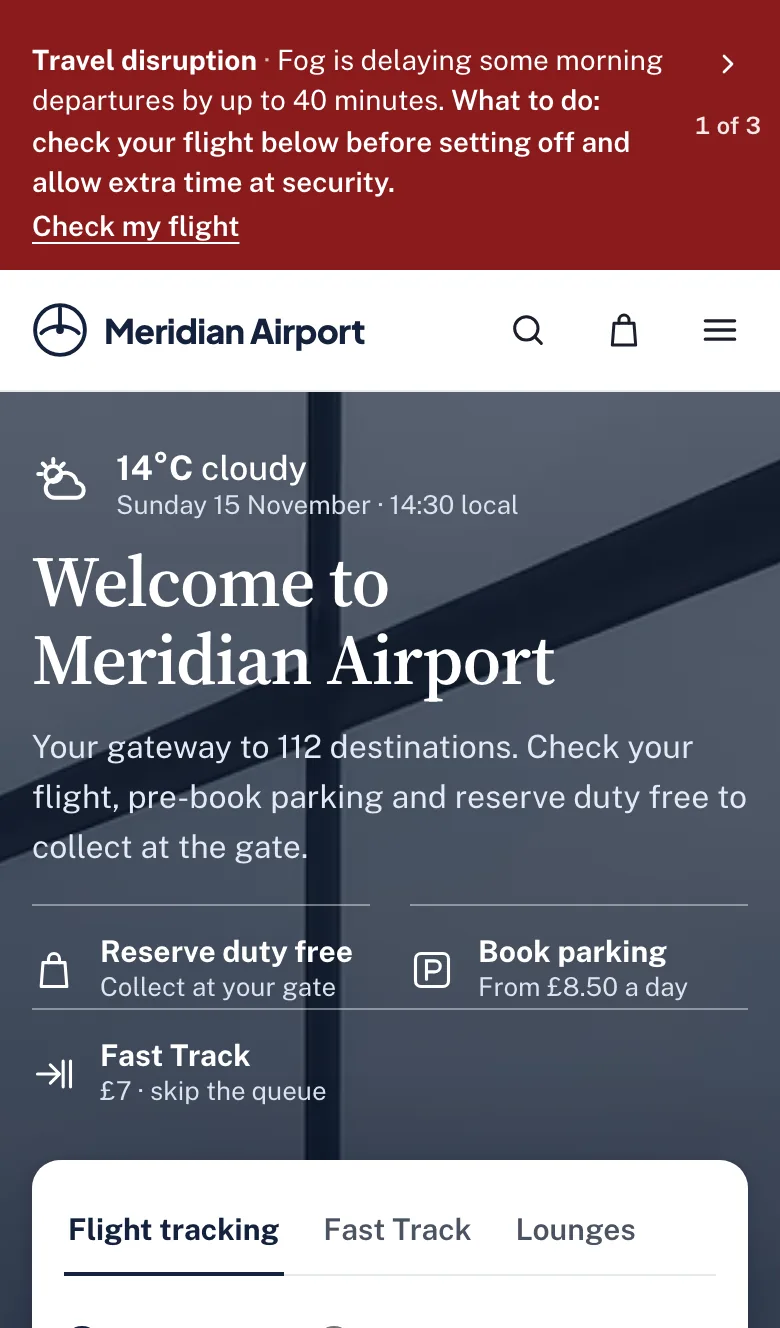 Travel disruption · Fog is delaying some morning
departures by up to 40 minutes. What to do:
check your flight below before setting off and
allow extra time at security.
Check my flight
1 of 3
Meridian Airport
14°C cloudy
Sunday 15 November · 14:30 local
Welcome to
Meridian Airport
Your gateway to 112 destinations. Check your
flight, pre-book parking and reserve duty free to
collect at the gate.
Reserve duty free
Collect at your gate
P
Book parking
From £8.50 a day
Fast Track
£7 · skip the queue
Flight tracking
Fast Track
Lounges